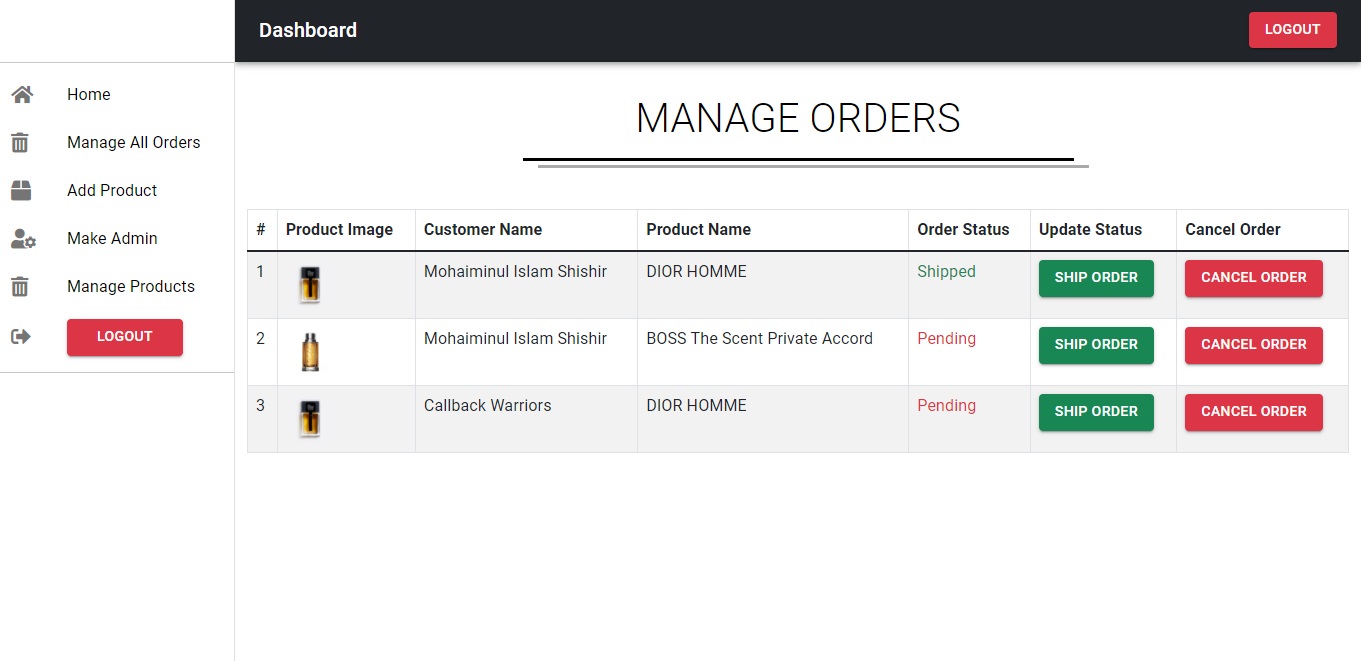 Dashboard
LOGOUT
Home
Manage All Orders
Add Product
Make Admin
Manage Products
LOGOUT
MANAGE ORDERS
# Product Image Customer Name Product Name Order Status Update Status Cancel Order
1 Mohaiminul Islam Shishir DIOR HOMME Shipped SHIP ORDER CANCEL ORDER
2 Mohaiminul Islam Shishir BOSS The Scent Private Accord Pending SHIP ORDER CANCEL ORDER
3 Callback Warriors DIOR HOMME Pending SHIP ORDER CANCEL ORDER